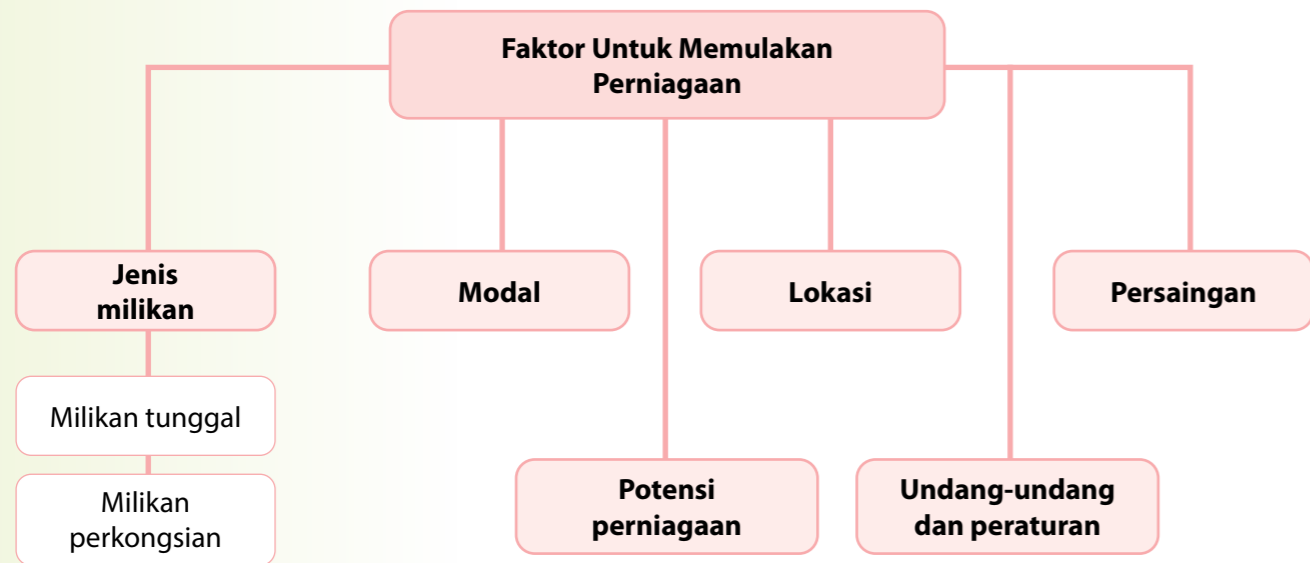 Faktor Untuk Memulakan
Perniagaan
Jenis
milikan
Modal
Lokasi
Persaingan
Milikan tunggal
Milikan
perkongsian
Potensi
perniagaan
Undang-undang
dan peraturan